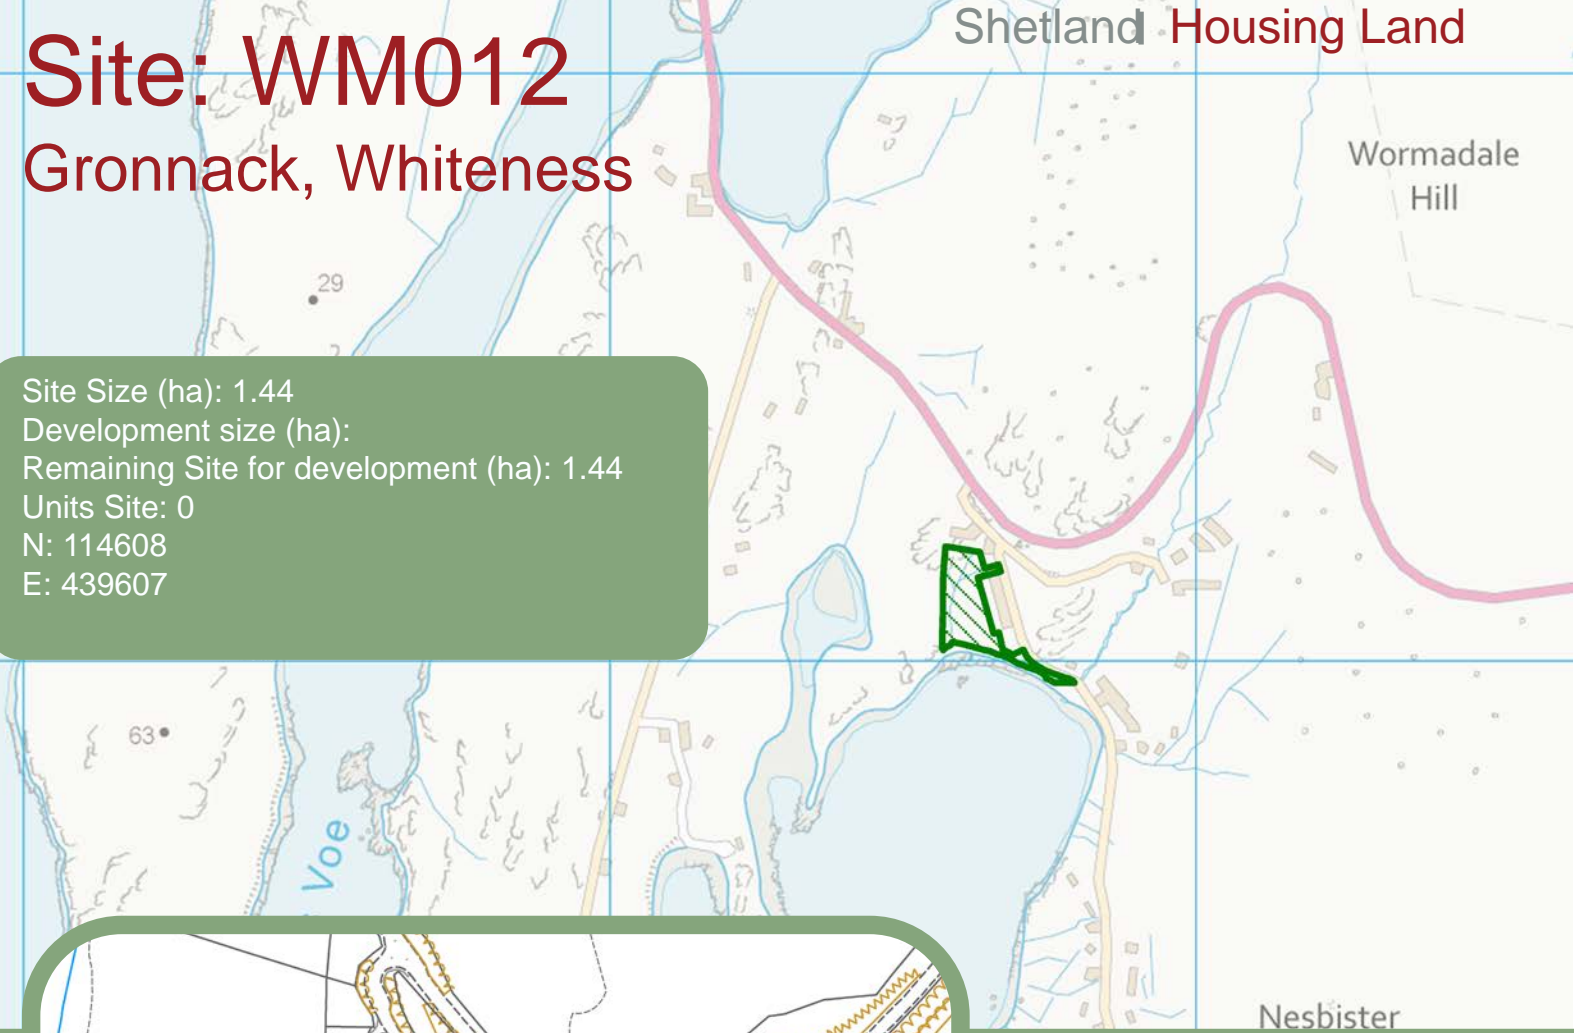 Shetland Housing Land
Site: WM012
Gronnack, Whiteness
Wormadale
Hill
29
Site Size (ha): 1.44
Development size (ha):
Remaining Site for development (ha): 1.44
Units Site: 0
N: 114608
E: 439607
63
Voe
Nesbister